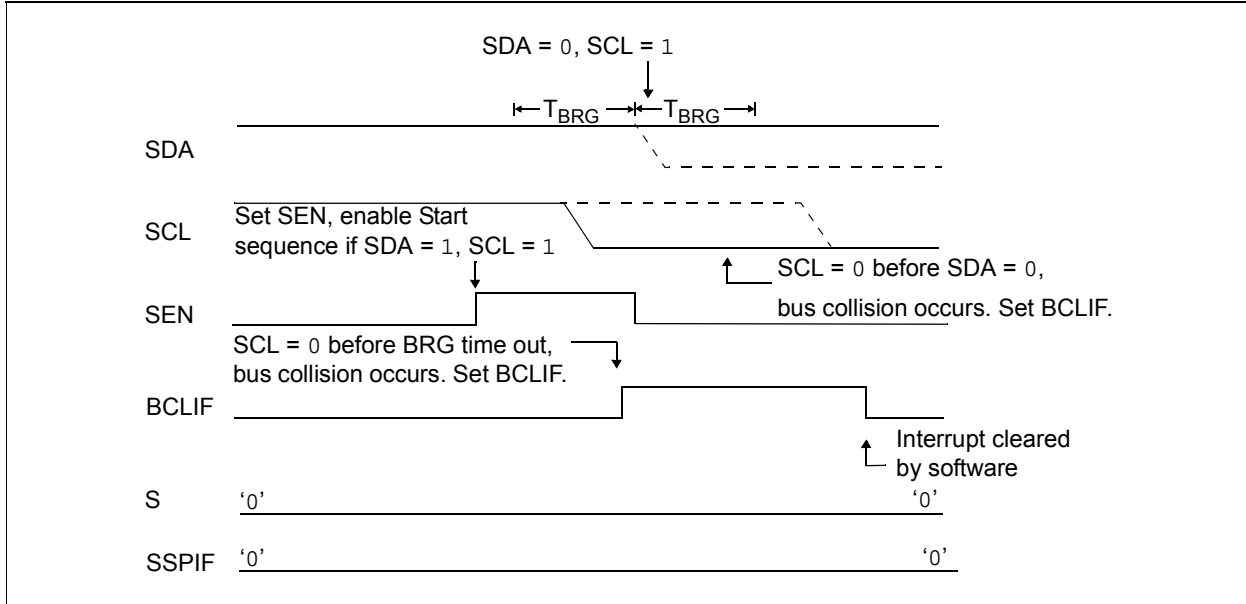 SDA = 0, SCL = 1
TBRG TBRG
SDA
SCL
Set SEN, enable Start
sequence if SDA = 1, SCL = 1
SCL = 0 before SDA = 0,
bus collision occurs. Set BCLIF.
SEN
SCL = 0 before BRG time out,
bus collision occurs. Set BCLIF.
BCLIF
Interrupt cleared
by software
S ‘0’ ‘0’
SSPIF ‘0’ ‘0’